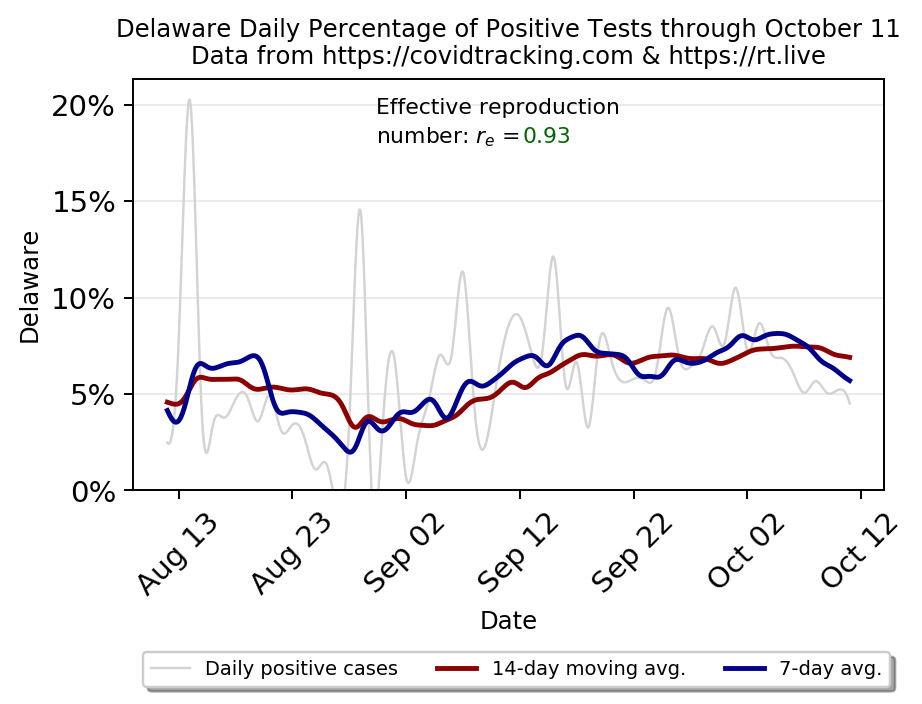 Delaware Daily Percentage of Positive Tests through October 11
Data from https://covidtracking.com & https://rt.live
Effective reproduction
number: rₑ =0.93
20%
15%
10%
5%
0%
Delaware
Aug 13
Aug 23
Sep 02
Sep 12
Sep 22
Oct 02
Oct 12
Date
Daily positive cases
14-day moving avg.
7-day avg.